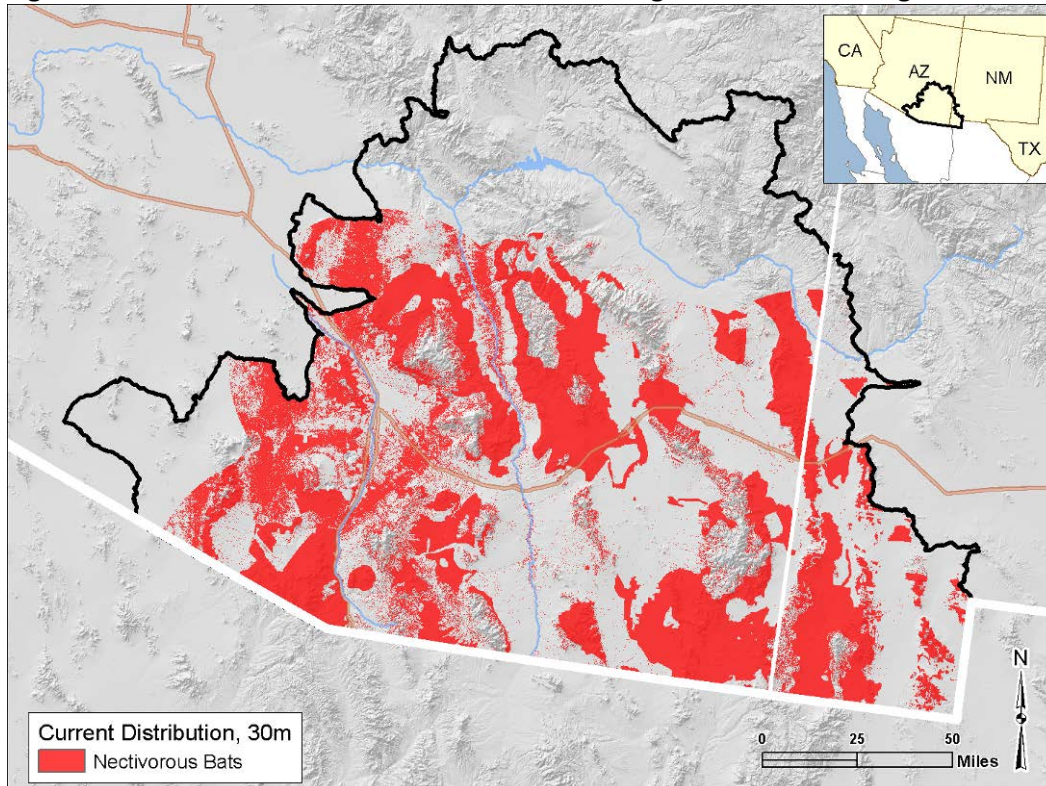 CA
AZ
NM
TX
N
Current Distribution, 30m
Nectivorous Bats
0 25 50
Miles